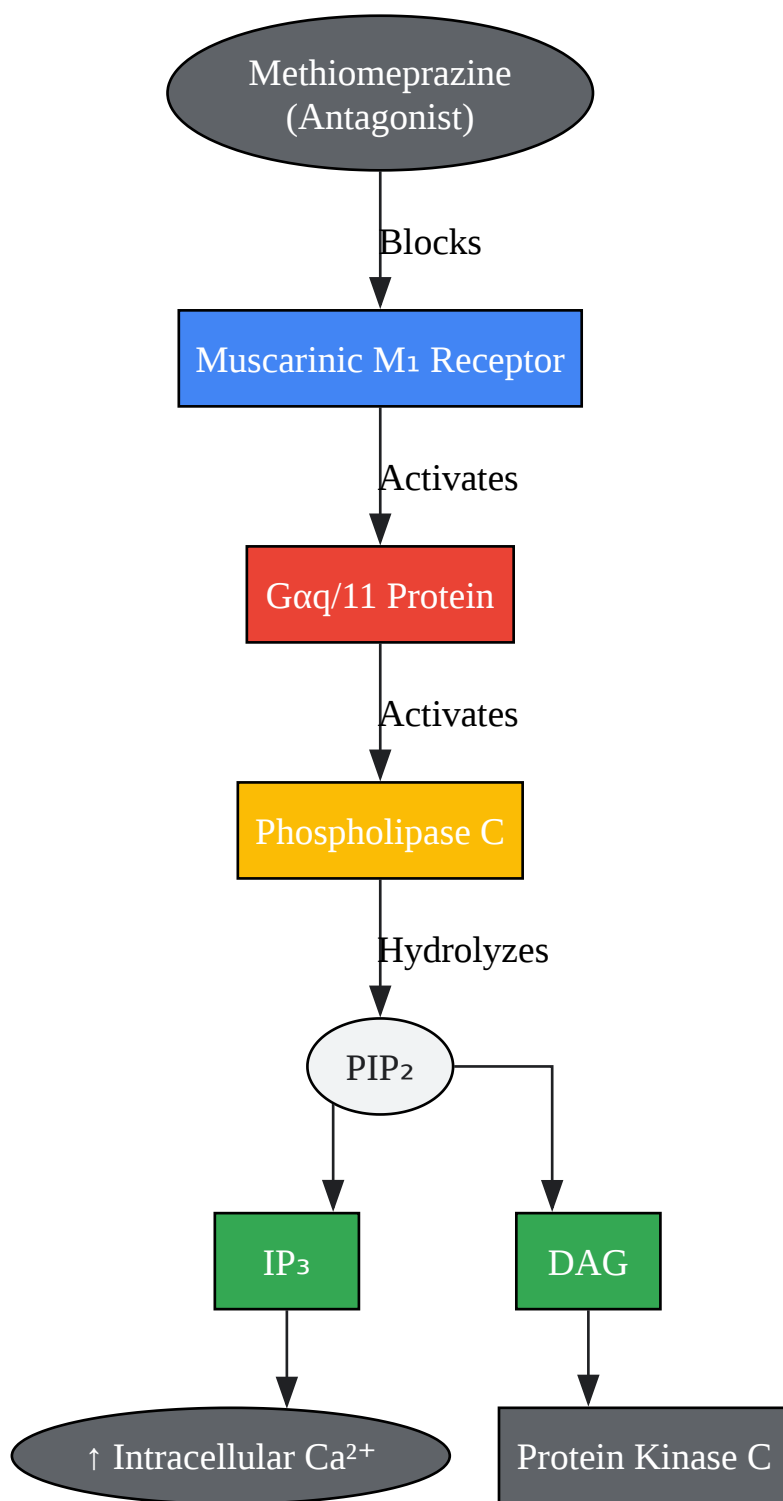 Methiomeprazine
(Antagonist)
Blocks
Muscarinic M₁ Receptor
Activates
Gαq/11 Protein
Activates
Phospholipase C
Hydrolyzes
PIP₂
IP₃
DAG
↑ Intracellular Ca²⁺
Protein Kinase C